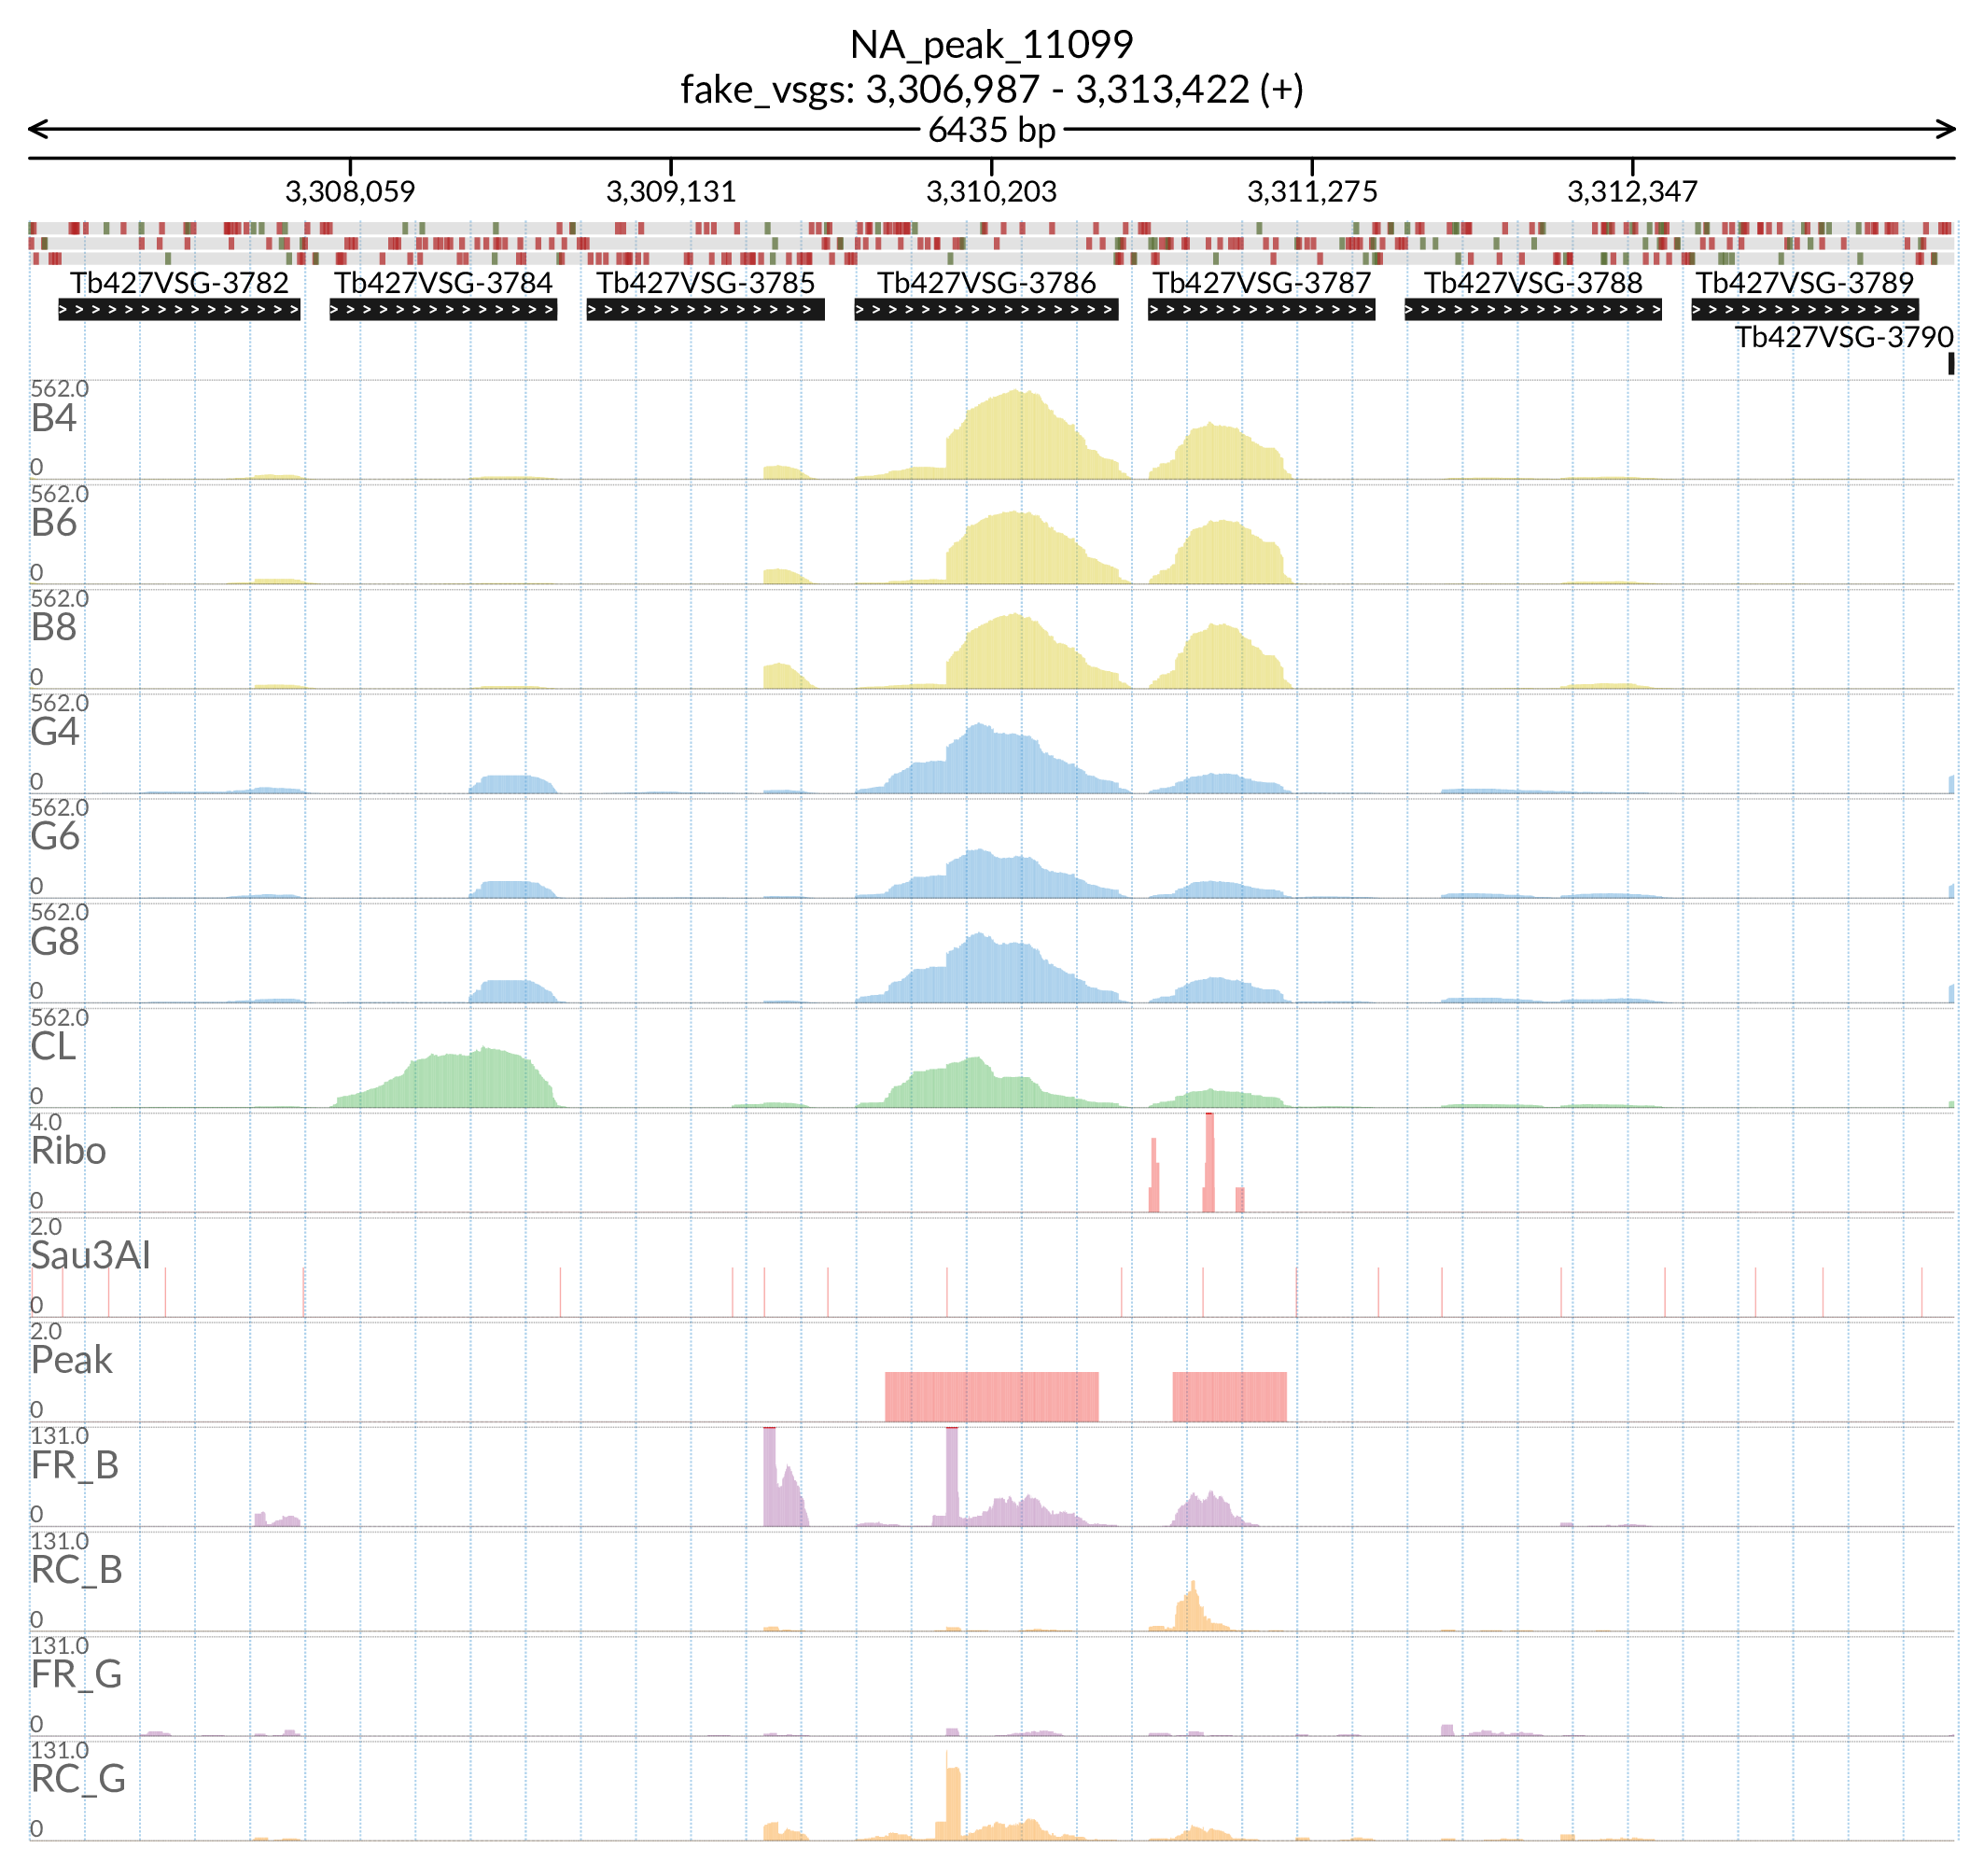 NA_peak_11099
fake_vsgs: 3,306,987 - 3,313,422 (+)
6435 bp
3,308,059 3,309,131 3,310,203 3,311,275 3,312,347
Tb427VSG-3782 Tb427VSG-3784 Tb427VSG-3785 Tb427VSG-3786 Tb427VSG-3787 Tb427VSG-3788 Tb427VSG-3789
Tb427VSG-3790
562.0
B4
0
562.0
B6
0
562.0
B8
0
562.0
G4
0
562.0
G6
0
562.0
G8
0
562.0
CL
0
4.0
Ribo
0
2.0
Sau3AI
0
2.0
Peak
0
131.0
FR_B
0
131.0
RC_B
0
131.0
FR_G
0
131.0
RC_G
0